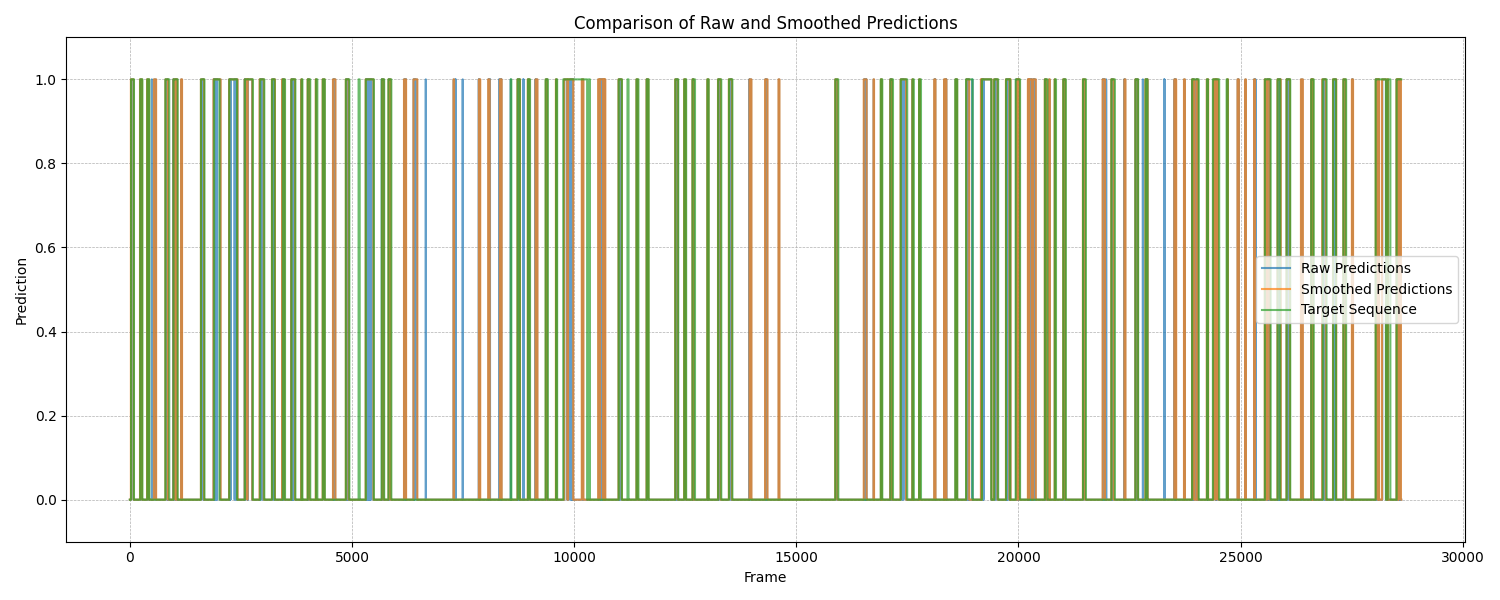 Comparison of Raw and Smoothed Predictions
Prediction
1.0
0.8
0.6
0.4
0.2
0.0
Raw Predictions
Smoothed Predictions
Target Sequence
0
5000
10000
15000
20000
25000
30000
Frame